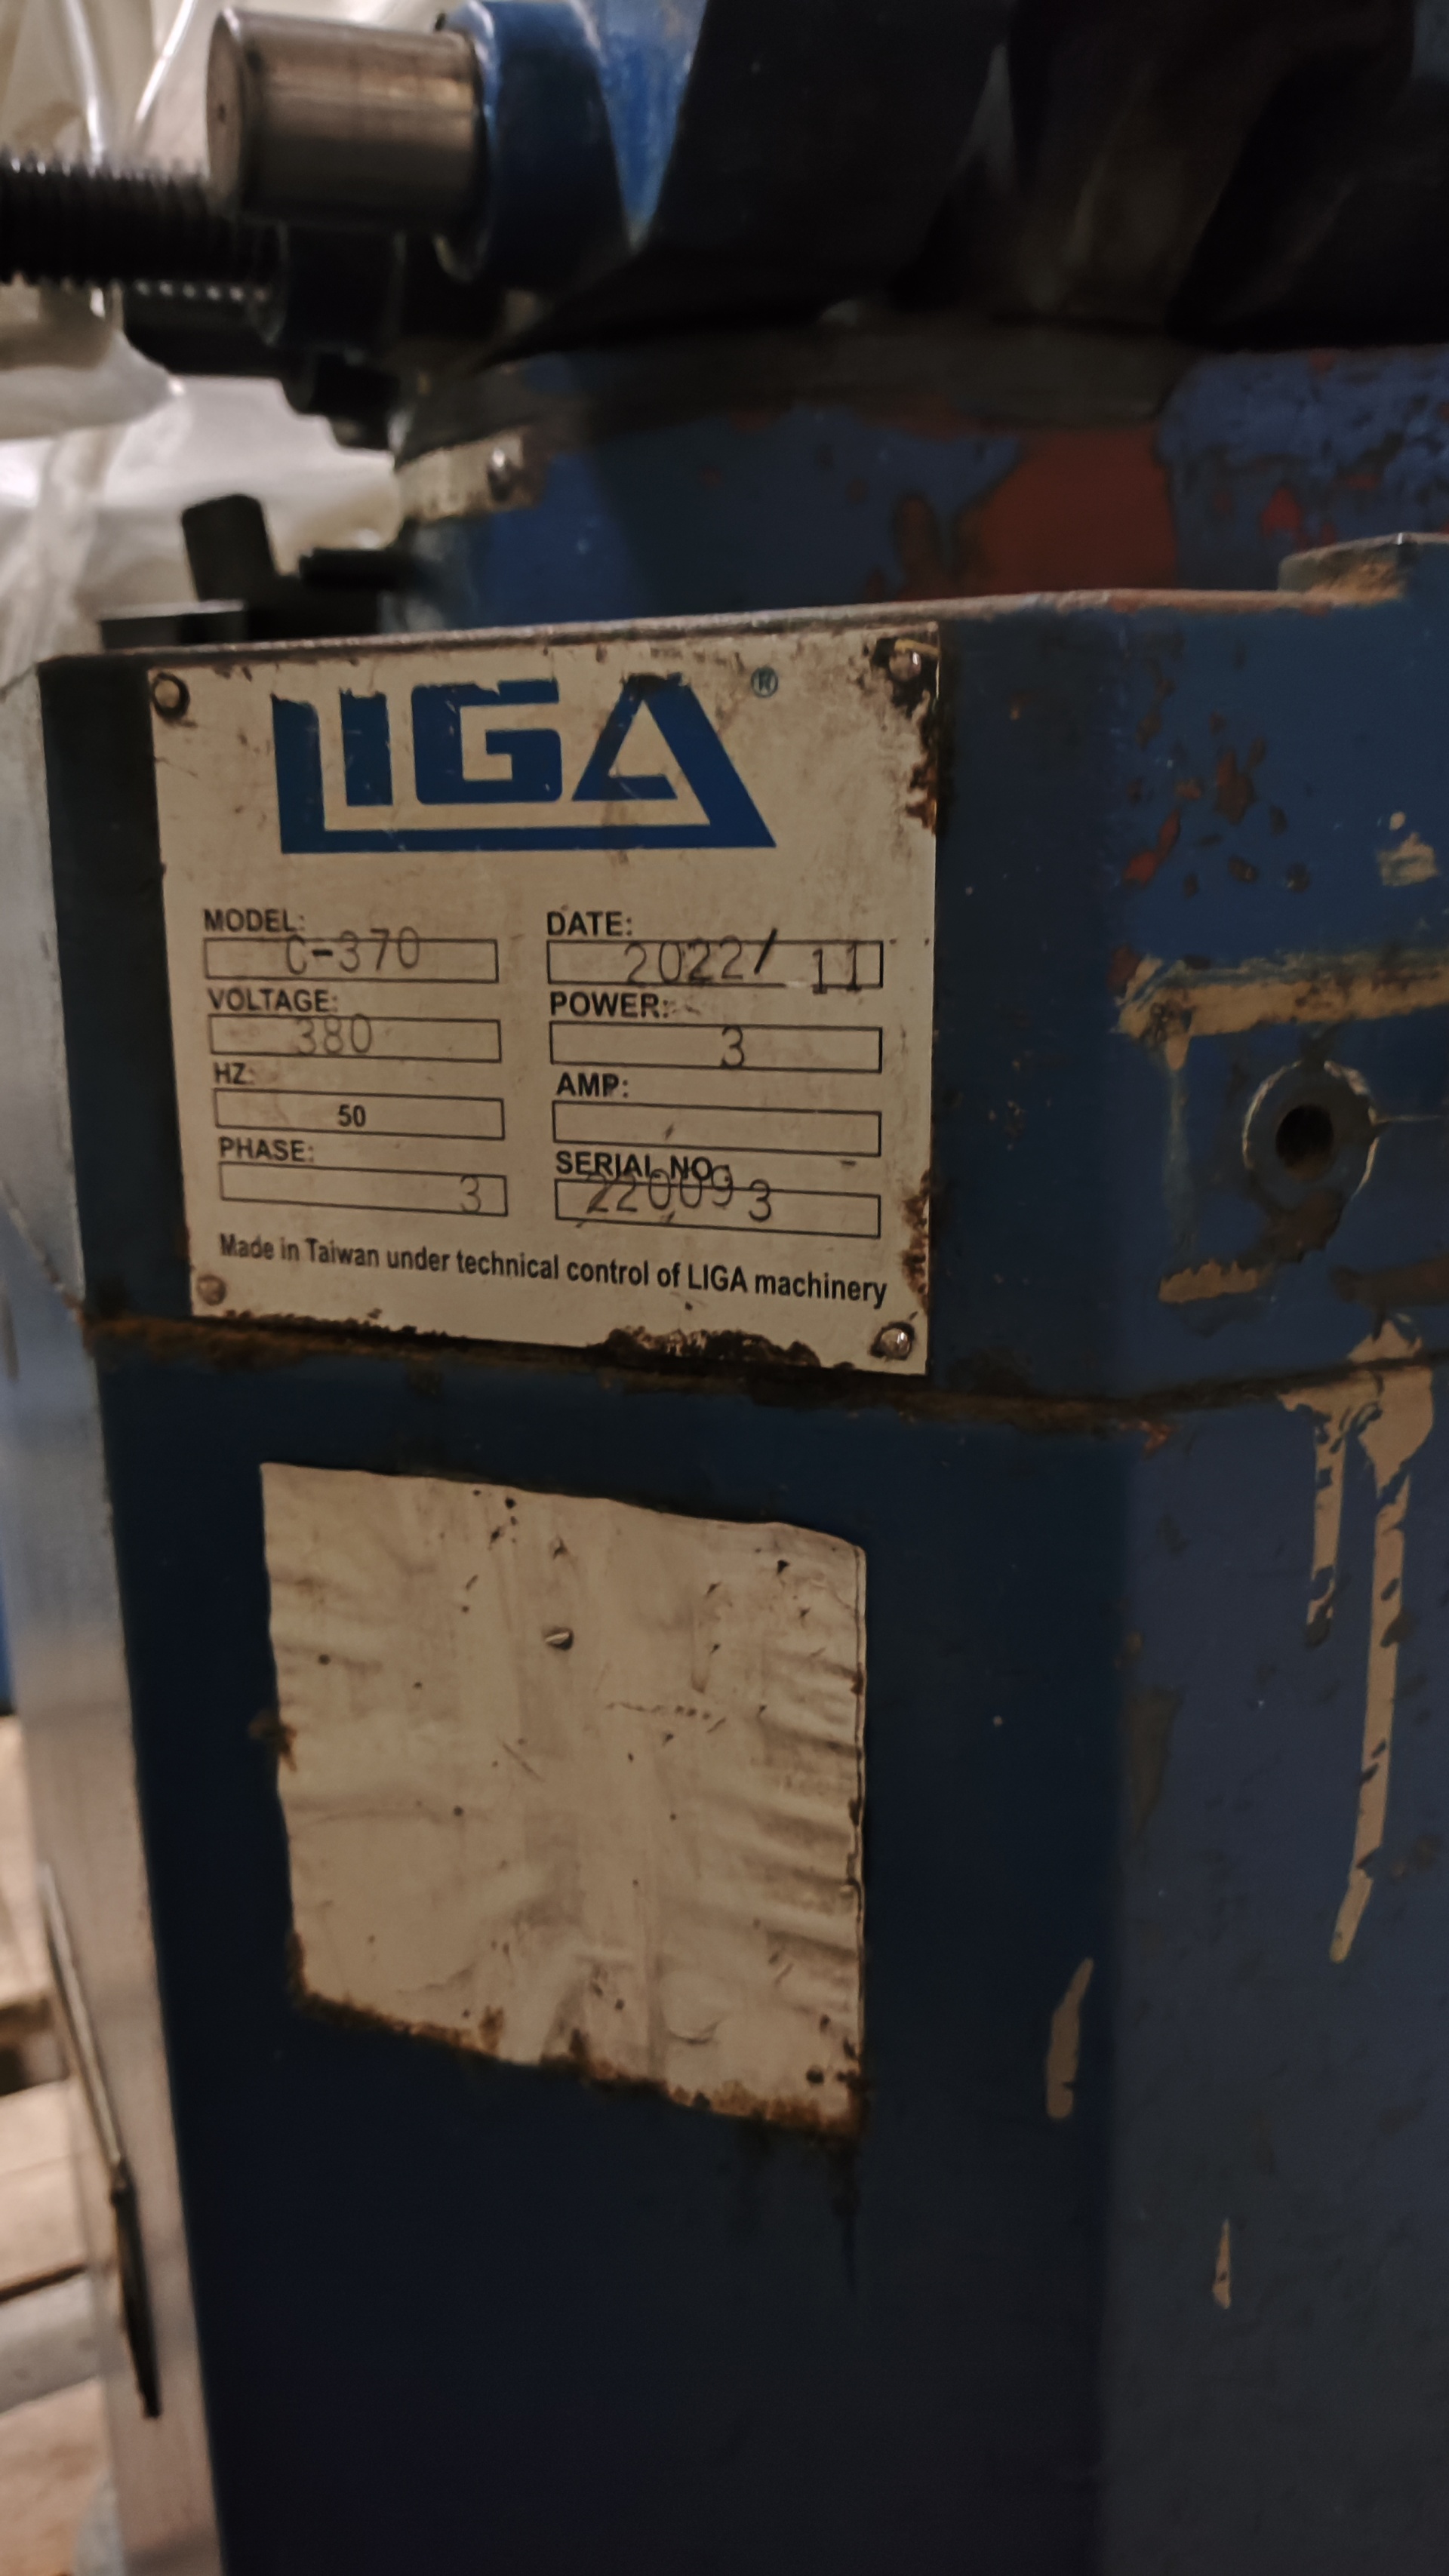 LIGA®
MODEL: DATE:
C-370 2022/ 11
VOLTAGE: POWER:
380 3
HZ: AMP:
50
PHASE: SERIAL NO.
3 220093
Made in Taiwan under technical control of LIGA machinery